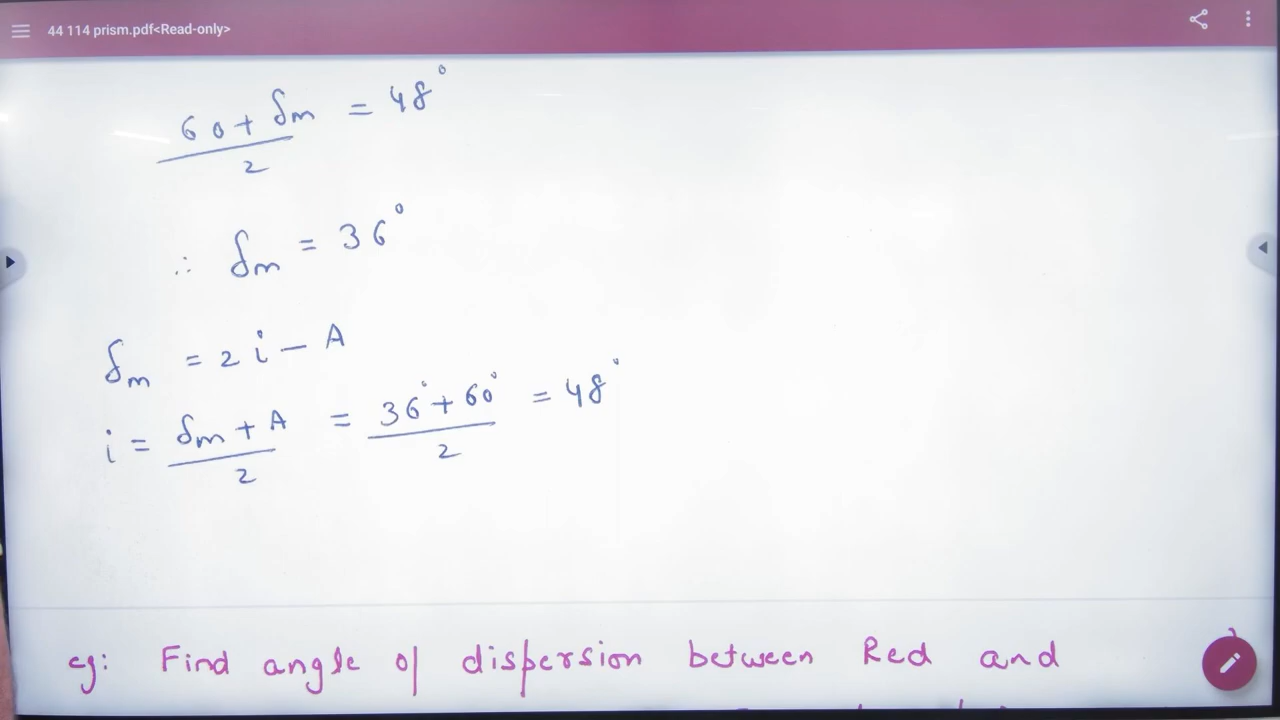 44 114 prism.pdf<Read-only>
60 + δm / 2 = 48°
∴ δm = 36°
δm = 2i – A
i = δm + A / 2 = 36° + 60° / 2 = 48°
eg: Find angle of dispersion between Red and